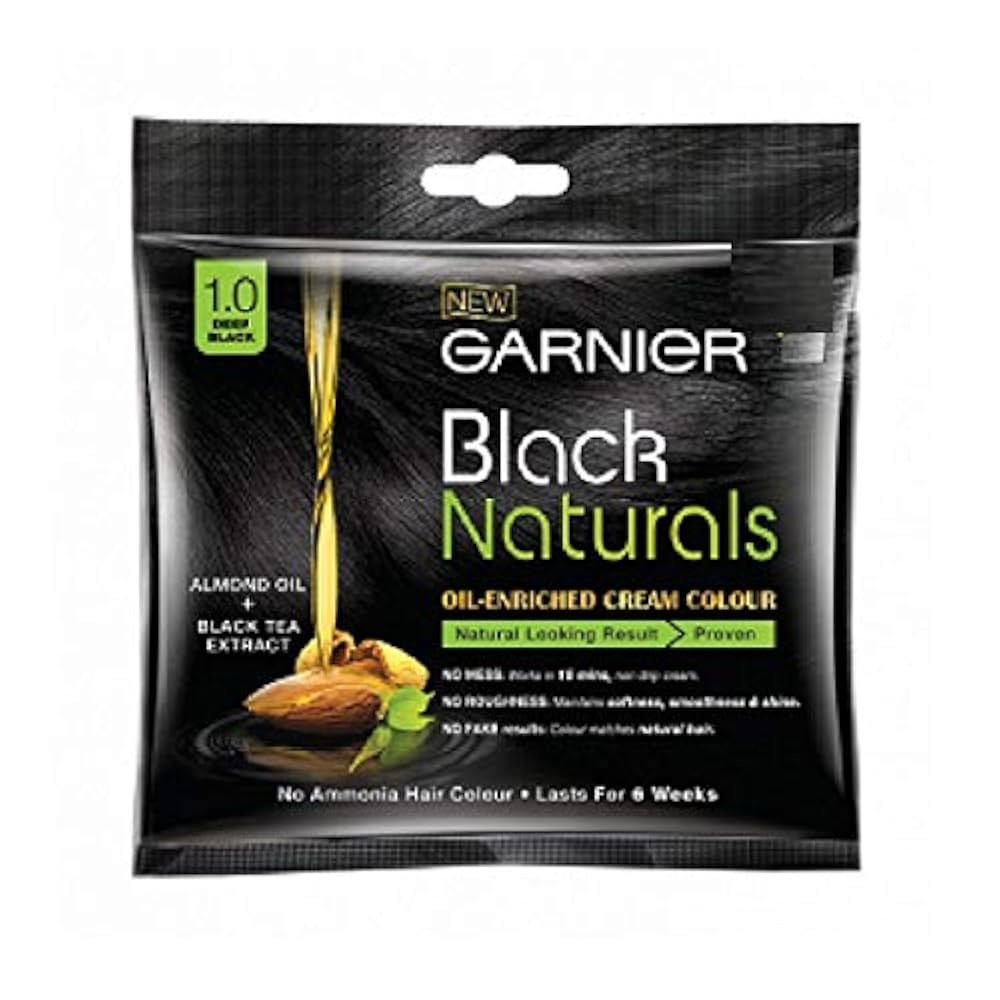 1.0
DEEP
BLACK
NEW
GARNIER
Black
Naturals
ALMOND OIL
+
BLACK TEA
EXTRACT
OIL-ENRICHED CREAM COLOUR
Natural Looking Result > Proven
NO MESS: Works in 15 mins, non-drip cream.
NO ROUGHNESS: Maintains softness, smoothness & shine.
NO FAKE results: Colour matches natural hair.
No Ammonia Hair Colour • Lasts For 6 Weeks